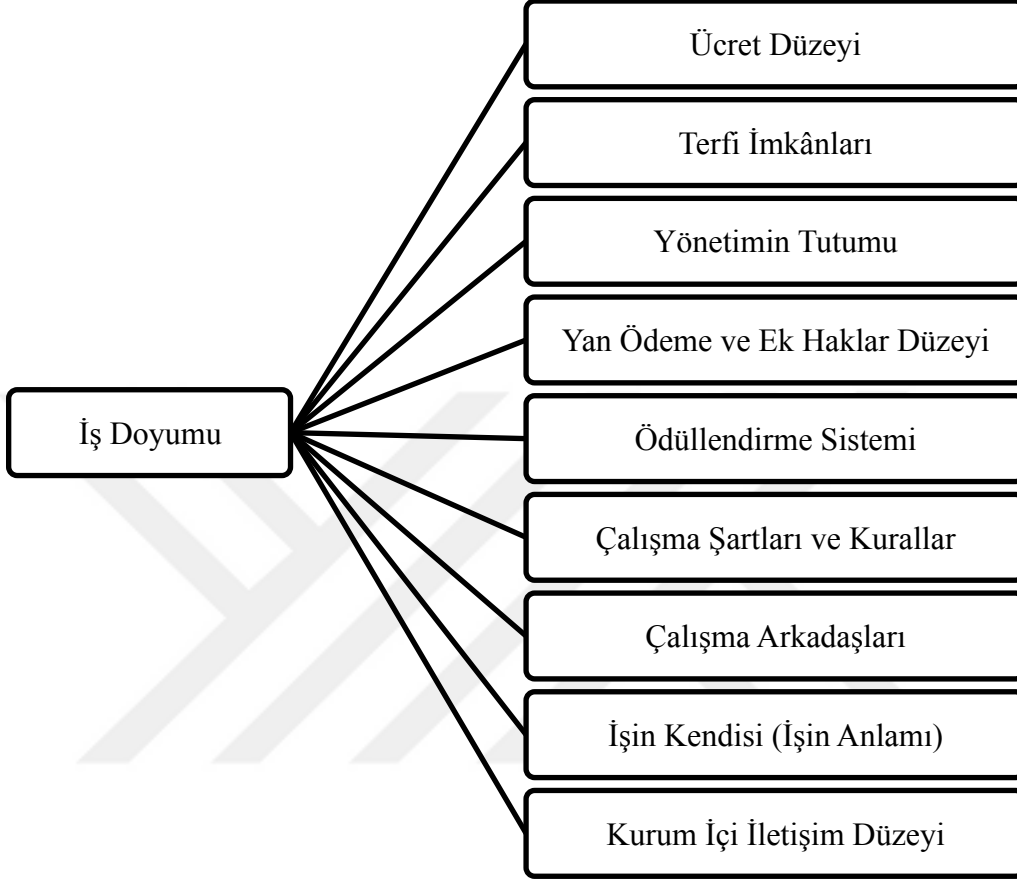 Ücret Düzeyi
Terfi İmkânları
Yönetimin Tutumu
Yan Ödeme ve Ek Haklar Düzeyi
İş Doyumu
Ödüllendirme Sistemi
Çalışma Şartları ve Kurallar
Çalışma Arkadaşları
İşin Kendisi (İşin Anlamı)
Kurum İçi İletişim Düzeyi